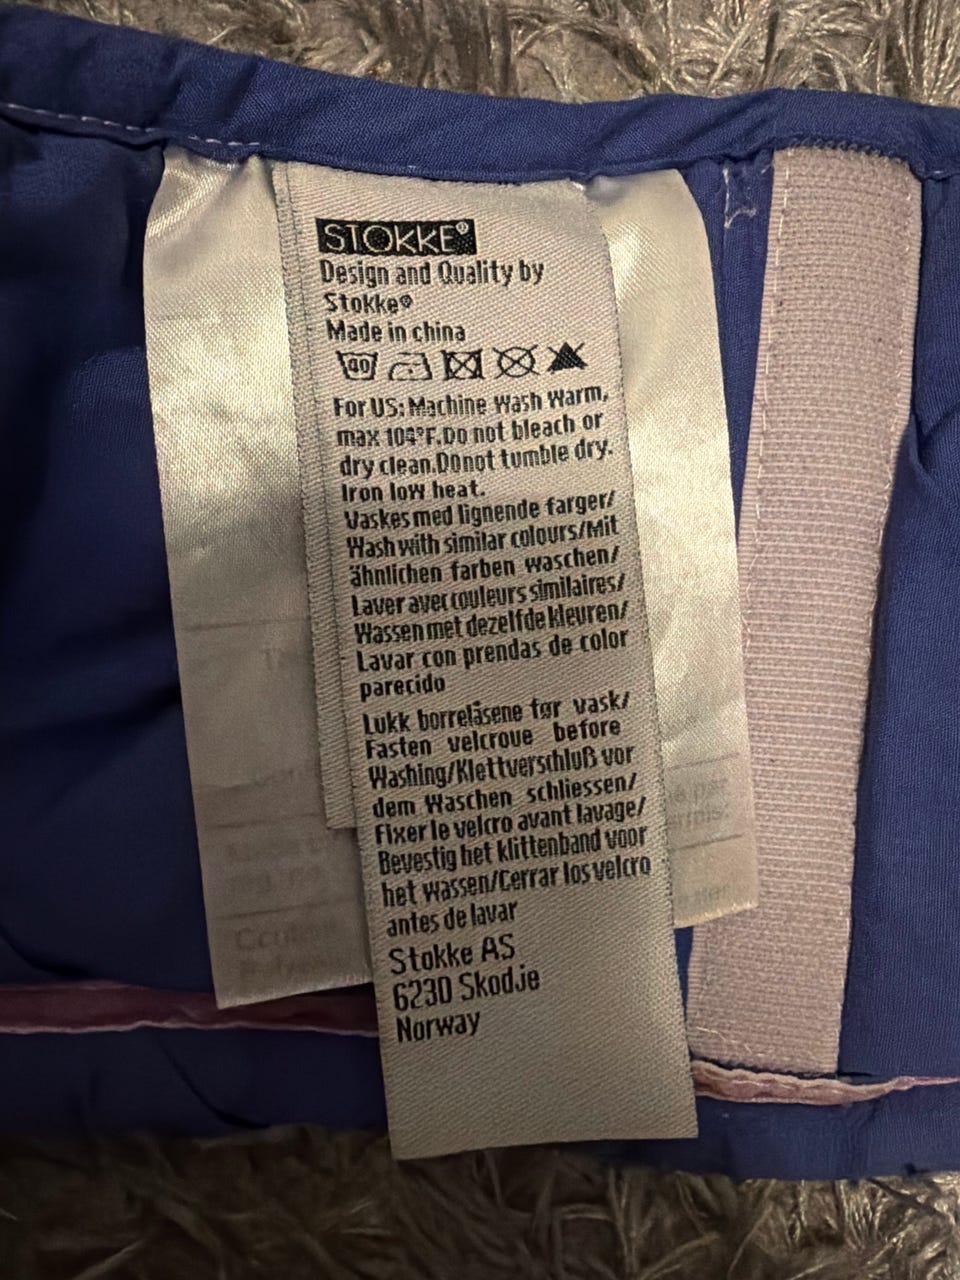 STOKKE®
Design and Quality by
Stokke®
Made in china
40
For US: Machine Wash Warm,
max 104°F.Do not bleach or
dry clean.DOnot tumble dry.
Iron low heat.
Vaskes med lignende farger/
Wash with similar colours/Mit
ähnlichen farben waschen/
Laver avec couleurs similaires/
Wassen met dezelfde kleuren/
Lavar con prendas de color
parecido
Lukk borrelåsene før vask/
Fasten velcroue before
Washing/Klettverschluß vor
dem Waschen schliessen/
Fixer le velcro avant lavage/
Bevestig het klittenband voor
het wassen/Cerrar los velcro
antes de lavar
Stokke AS
6230 Skodje
Norway